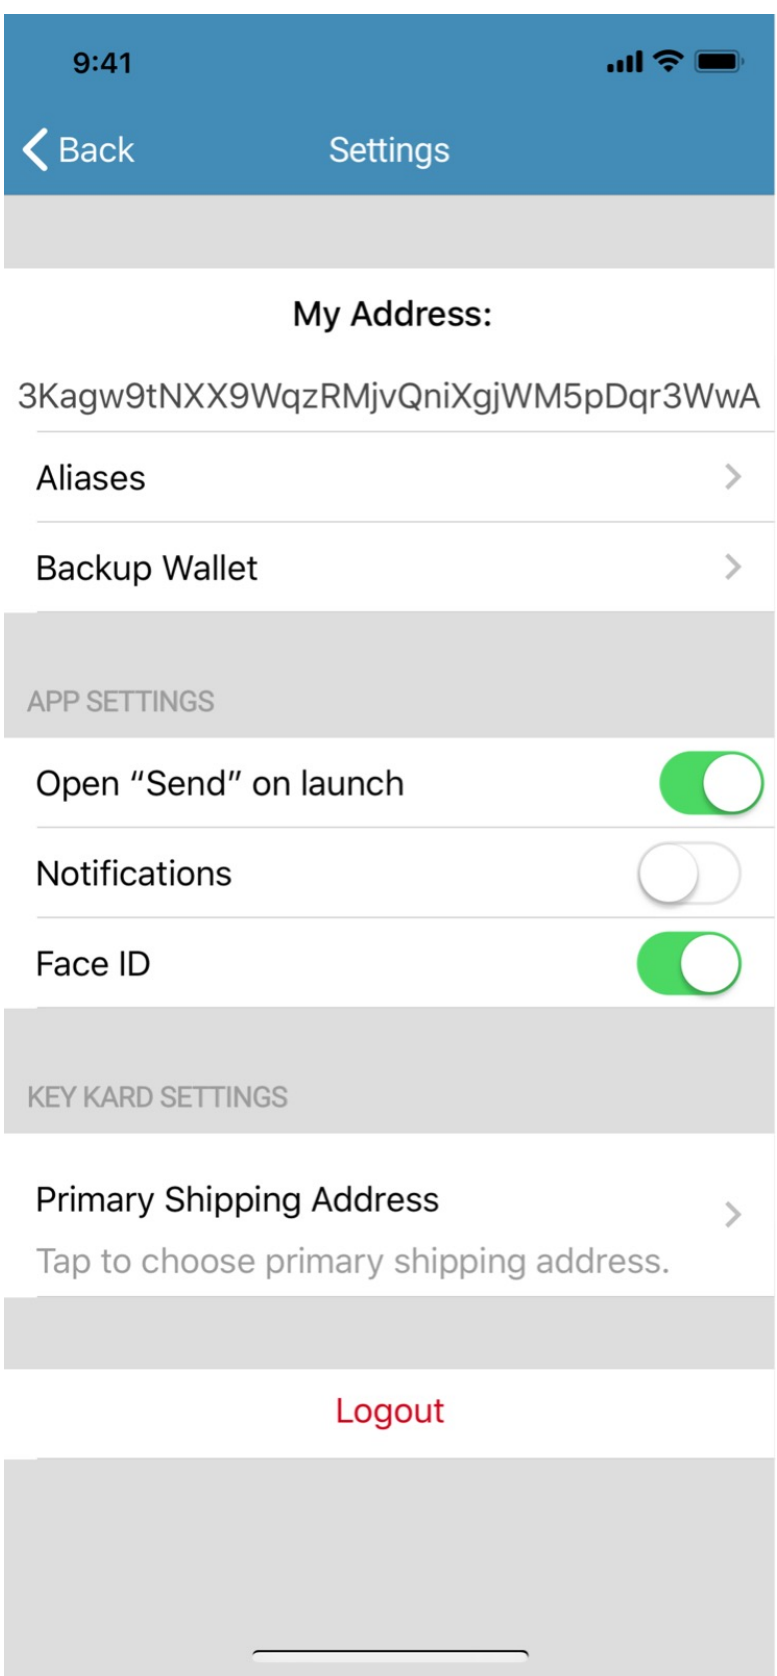 9:41
Back Settings
My Address:
3Kagw9tNXX9WqzRMjvQniXgjWM5pDqr3WwA
Aliases
Backup Wallet
APP SETTINGS
Open “Send” on launch
Notifications
Face ID
KEY KARD SETTINGS
Primary Shipping Address
Tap to choose primary shipping address.
Logout